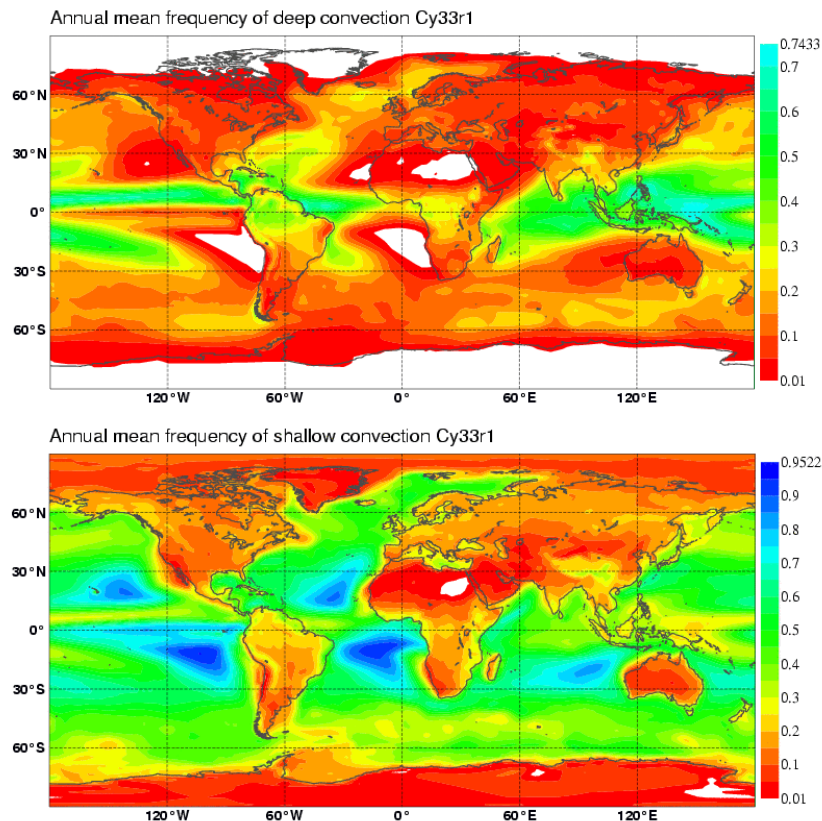 Annual mean frequency of deep convection Cy33r1
0.7433
0.7
0.6
0.5
0.4
0.3
0.2
0.1
0.01
60°N
30°N
0°
30°S
60°S
120°W 60°W 0° 60°E 120°E
Annual mean frequency of shallow convection Cy33r1
0.9522
0.9
0.8
0.7
0.6
0.5
0.4
0.3
0.2
0.1
0.01
60°N
30°N
0°
30°S
60°S
120°W 60°W 0° 60°E 120°E